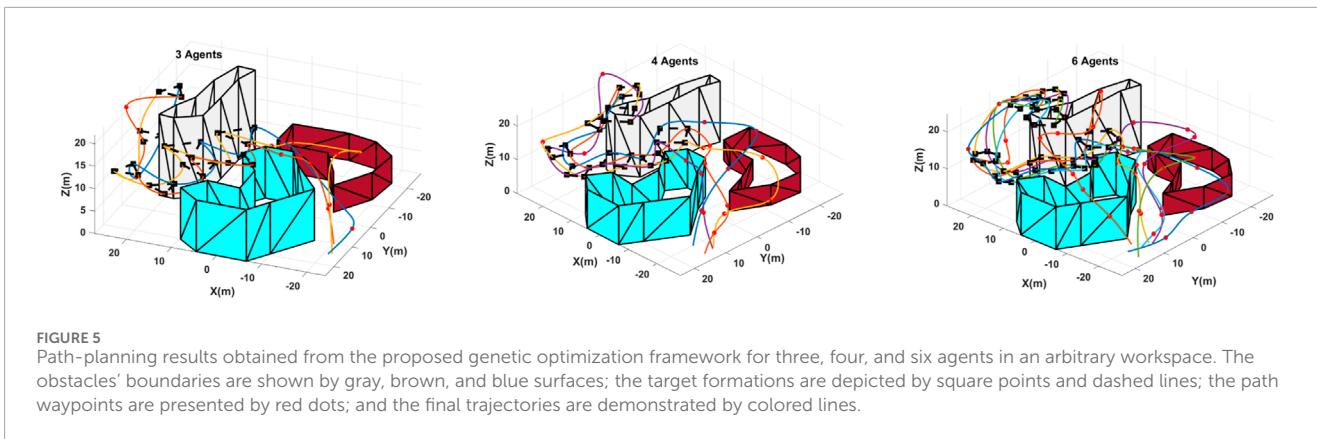 3 Agents
20
15
10
5
0
Z(m)
20
10
0
-10
-20
X(m)
-20
-10
0
10
20
Y(m)
4 Agents
20
10
0
Z(m)
20
10
0
-10
-20
X(m)
-20
-10
0
10
20
Y(m)
6 Agents
20
10
0
Z(m)
20
10
0
-10
-20
X(m)
-20
-10
0
10
20
Y(m)
FIGURE 5
Path-planning results obtained from the proposed genetic optimization framework for three, four, and six agents in an arbitrary workspace. The
obstacles’ boundaries are shown by gray, brown, and blue surfaces; the target formations are depicted by square points and dashed lines; the path
waypoints are presented by red dots; and the final trajectories are demonstrated by colored lines.